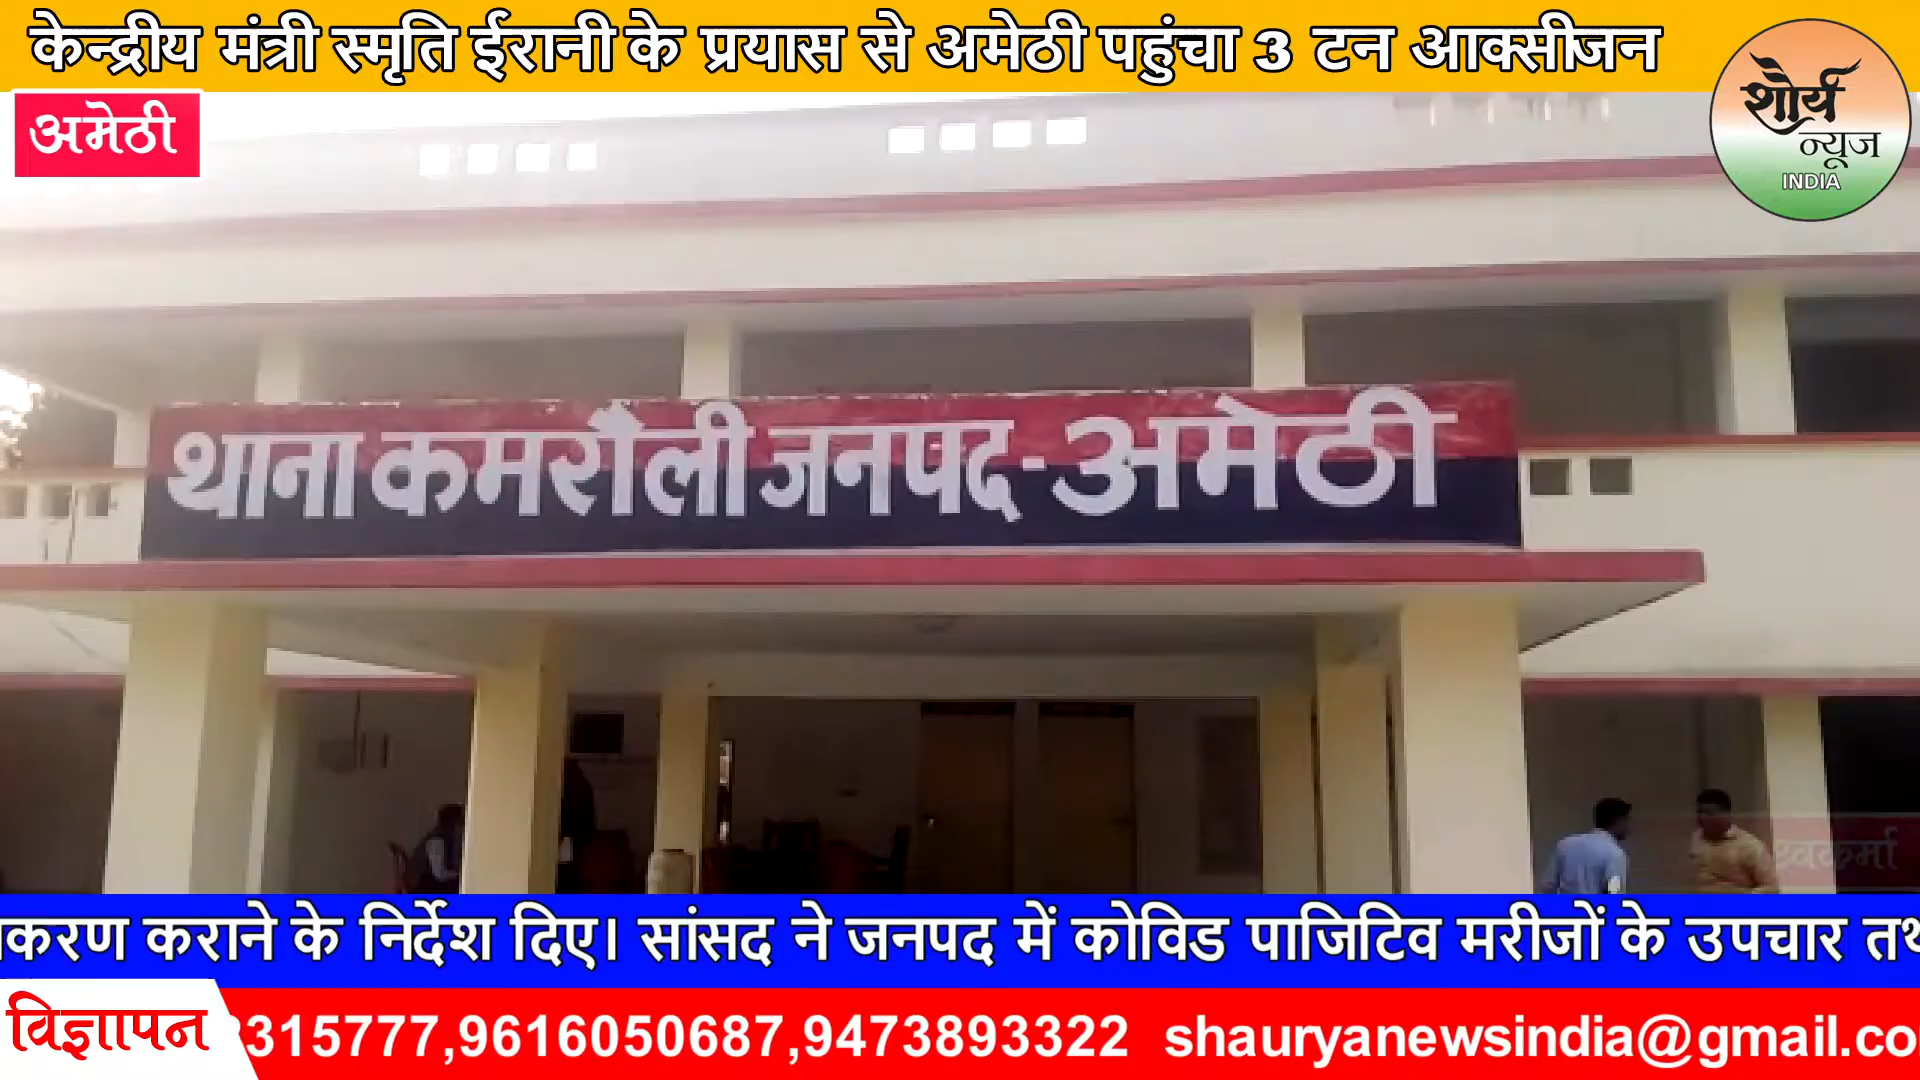 केन्द्रीय मंत्री स्मृति ईरानी के प्रयास से अमेठी पहुंचा 3 टन आक्सीजन
अमेठी
शौर्य
न्यूज
INDIA
थाना कमरौली जनपद-अमेठी
कराने के निर्देश दिए। सांसद ने जनपद में कोविड पाजिटिव मरीजों के उपचार
विज्ञापन
315777,9616050687,9473893322 shauryanewsindia@gmail.co